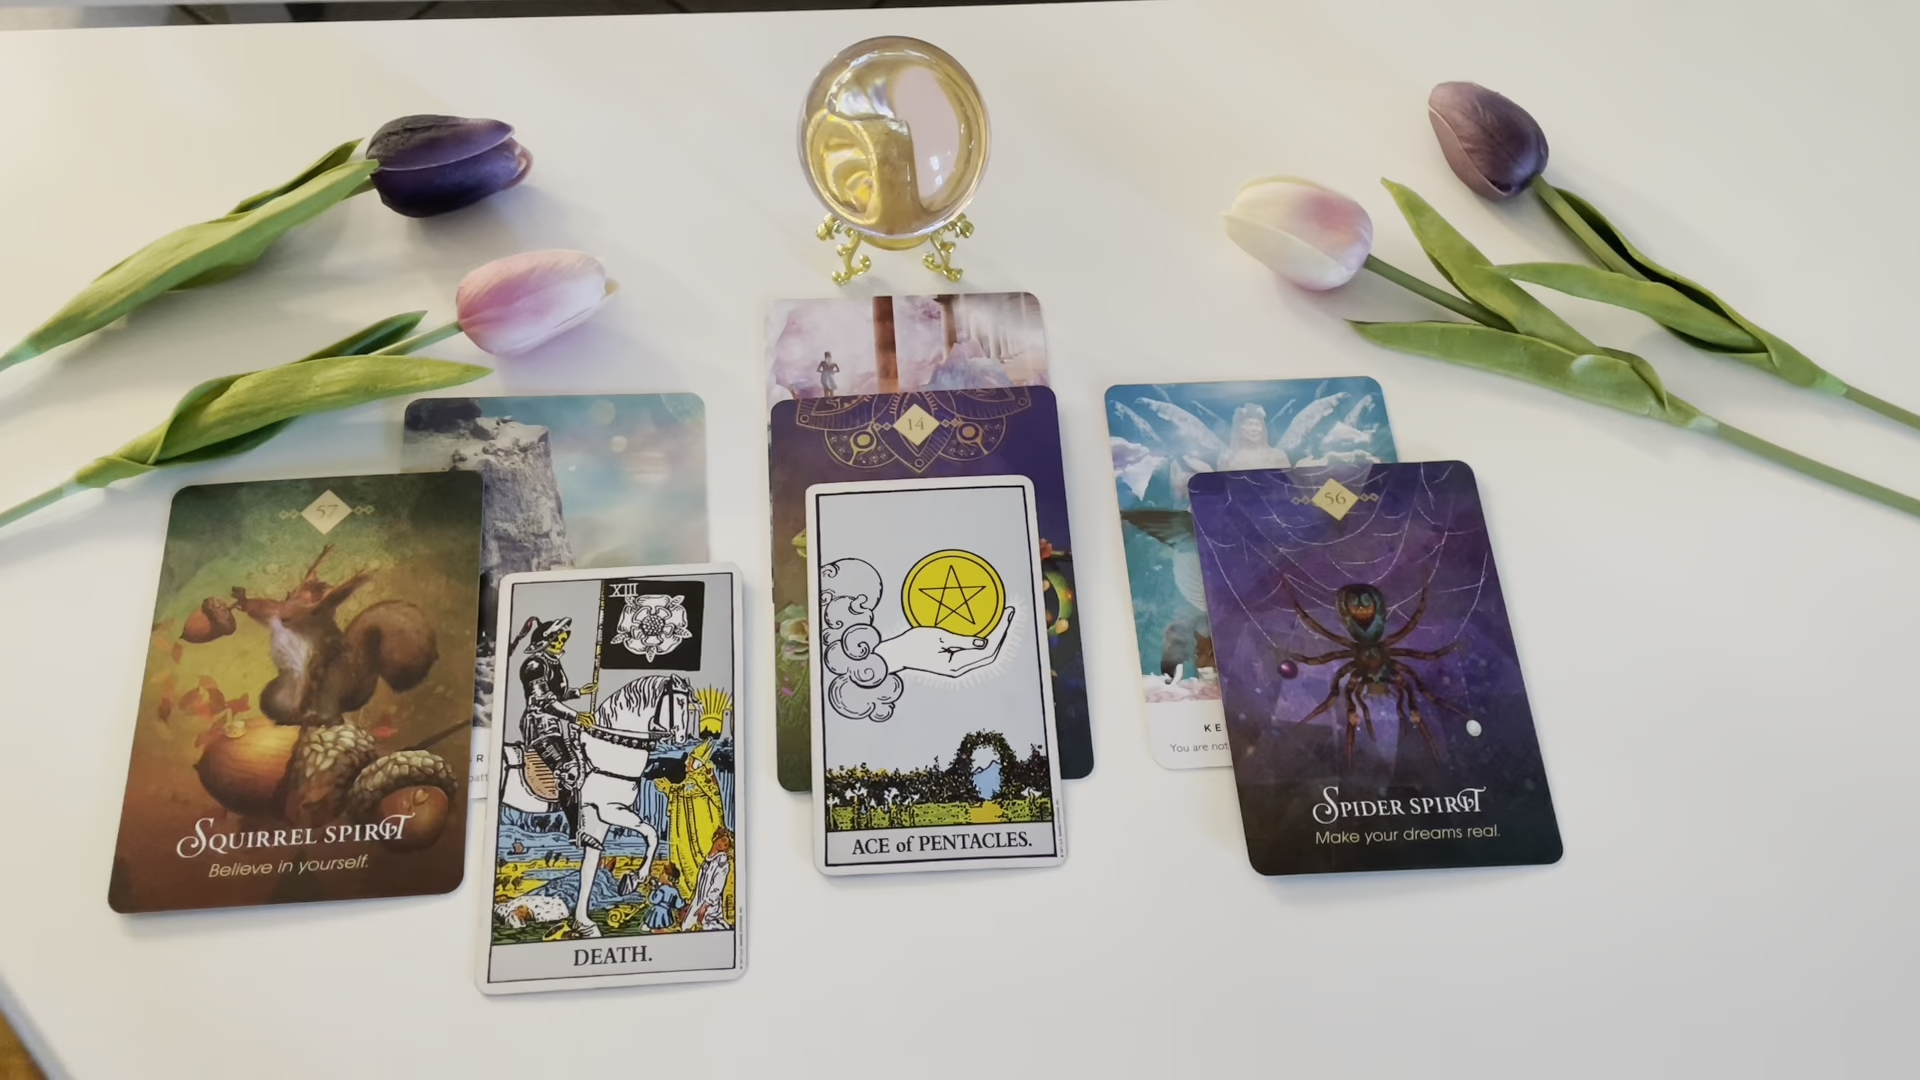 57
SQUIRREL SPIRIT
Believe in yourself.
XIII
DEATH.
14
ACE of PENTACLES.
KE
You are not
56
SPIDER SPIRIT
Make your dreams real.